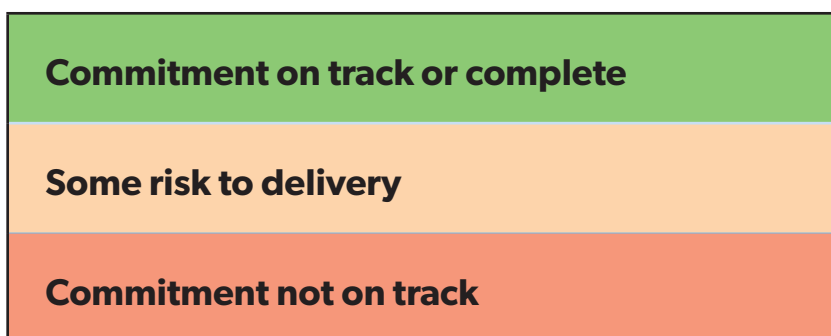 Commitment on track or complete
Some risk to delivery
Commitment not on track